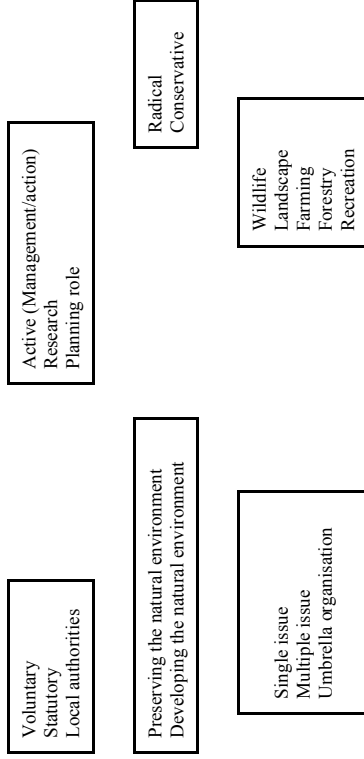 Voluntary
Statutory
Local authorities
Active (Management/action)
Research
Planning role
Preserving the natural environment
Developing the natural environment
Radical
Conservative
Single issue
Multiple issue
Umbrella organisation
Wildlife
Landscape
Farming
Forestry
Recreation